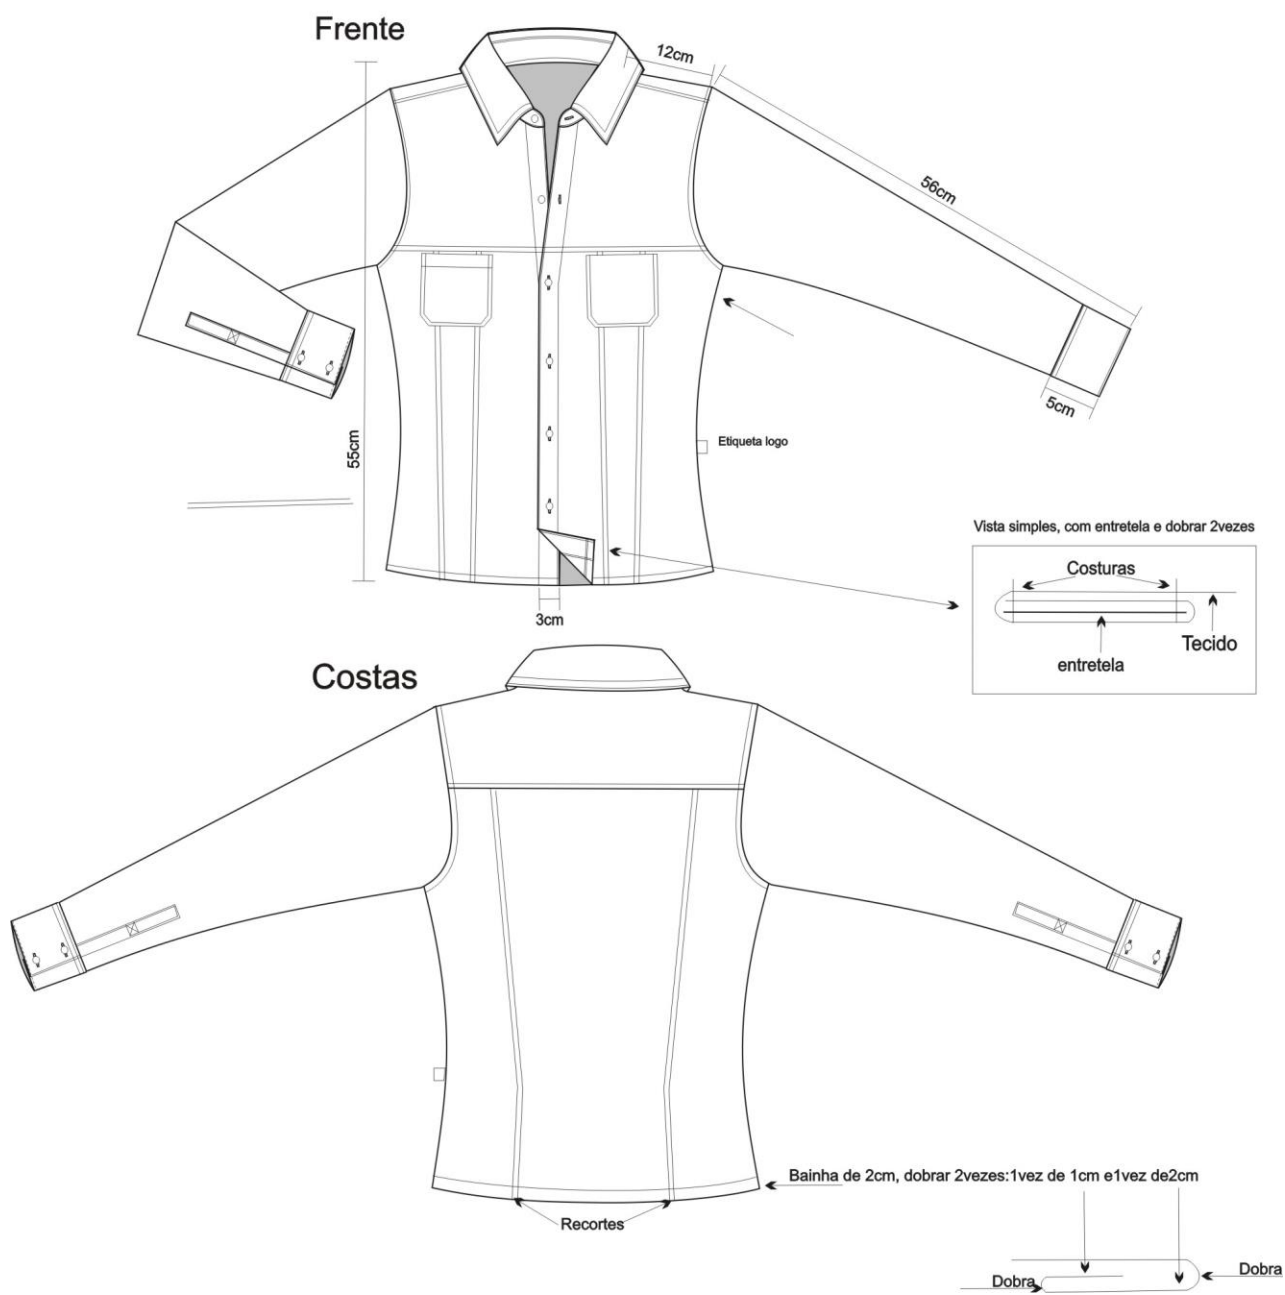 Frente
12cm
56cm
5cm
55cm
Etiqueta logo
3cm
Vista simples, com entretela e dobrar 2vezes
Costuras
Tecido
entretela
Costas
Bainha de 2cm, dobrar 2vezes:1vez de 1cm e1vez de2cm
Recortes
Dobra
Dobra